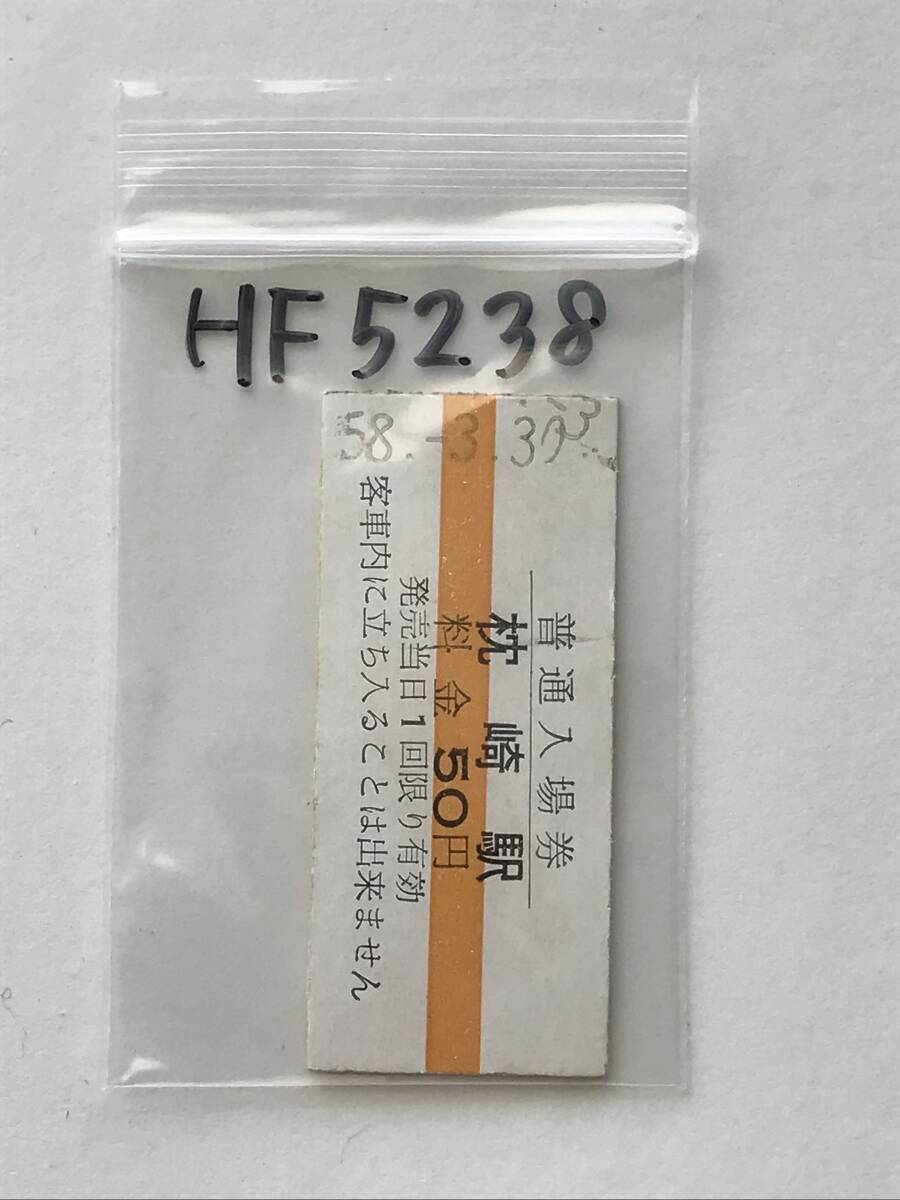 HF5238
58.-3.3
普通入場券
枕崎駅
料金50円
発売当日1回限り有効
客車内に立ち入ることは出来ません